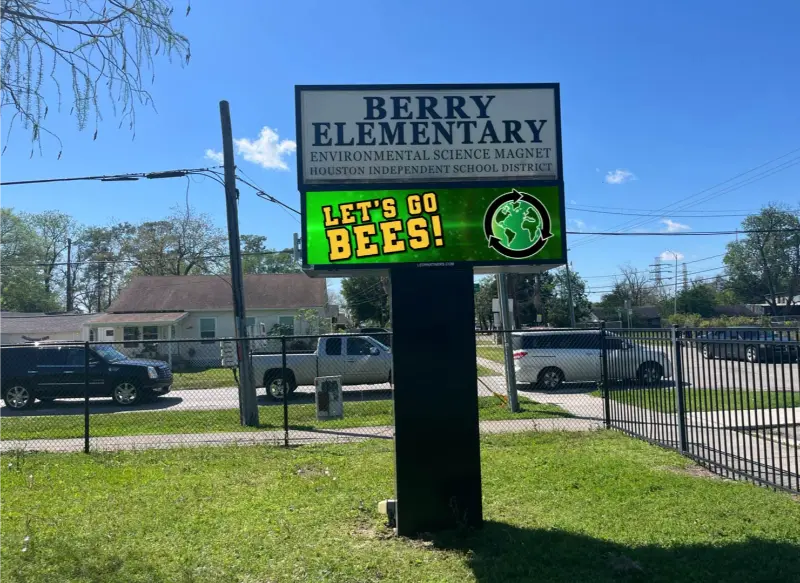 BERRY
ELEMENTARY
ENVIRONMENTAL SCIENCE MAGNET
HOUSTON INDEPENDENT SCHOOL DISTRICT
LET'S GO
BEES!